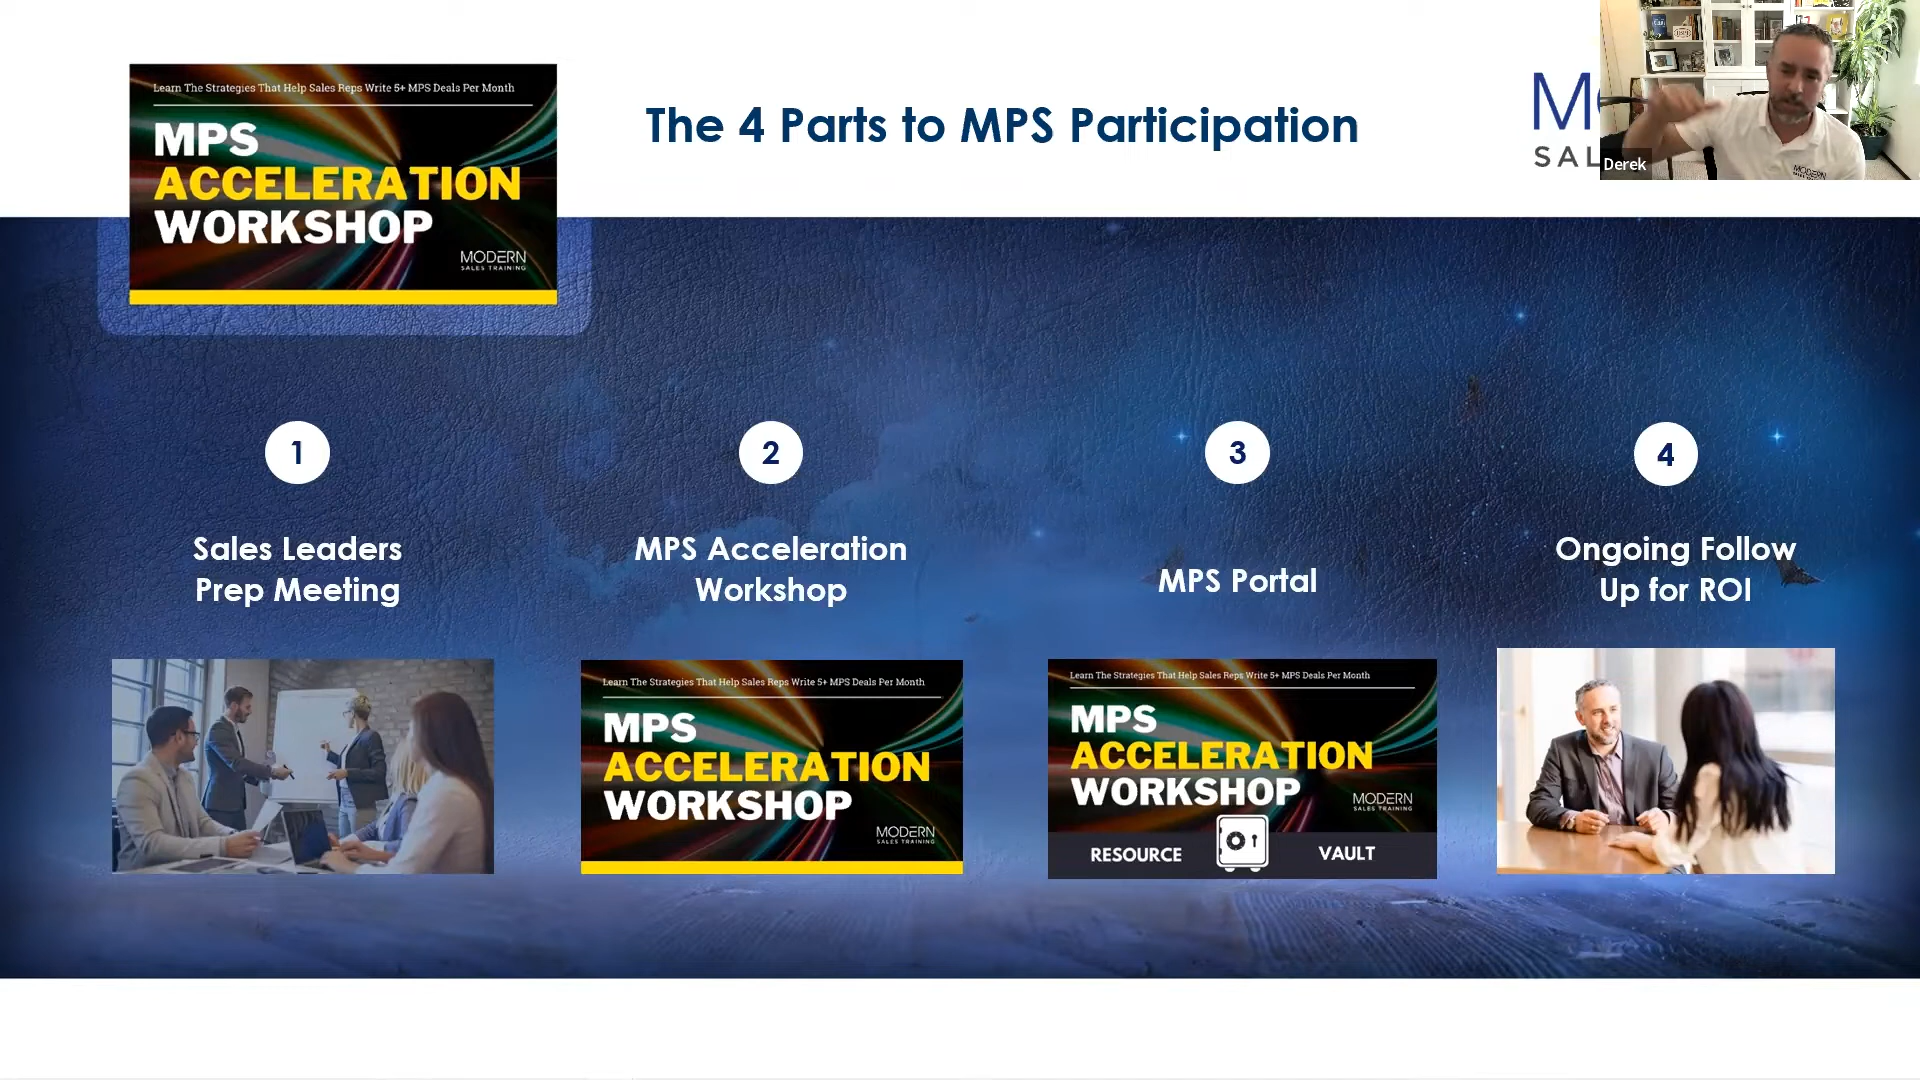 Learn The Strategies That Help Sales Reps Write 5+ MPS Deals Per Month
MPS
ACCELERATION
WORKSHOP
MODERN
SALES TRAINING
The 4 Parts to MPS Participation
SAL
Derek
MODERN
1
Sales Leaders
Prep Meeting
2
MPS Acceleration
Workshop
3
MPS Portal
4
Ongoing Follow
Up for ROI
Learn The Strategies That Help Sales Reps Write 5+ MPS Deals Per Month
MPS
ACCELERATION
WORKSHOP
MODERN
SALES TRAINING
Learn The Strategies That Help Sales Reps Write 5+ MPS Deals Per Month
MPS
ACCELERATION
WORKSHOP
MODERN
SALES TRAINING
RESOURCE VAULT